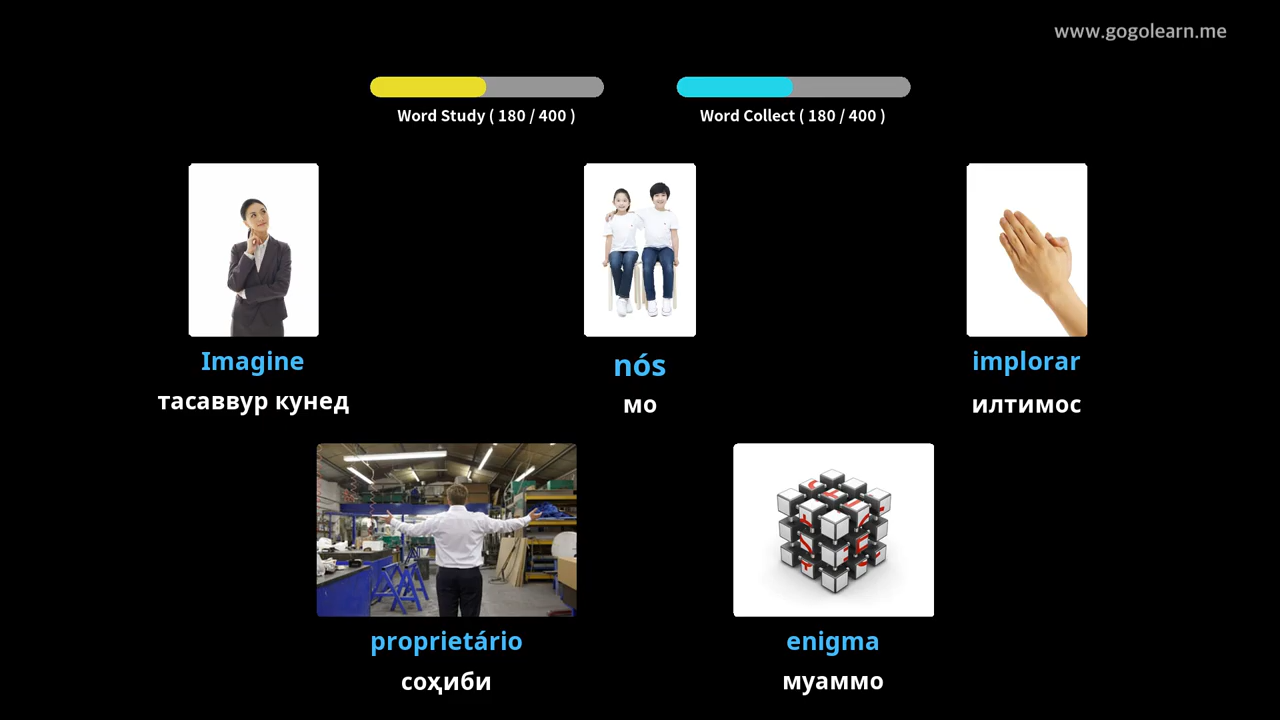 www.gogolearn.me
Word Study ( 180 / 400 )
Word Collect ( 180 / 400 )
Imagine
тасаввур кунед
nós
мо
implorar
илтимос
proprietário
соҳиби
enigma
муаммо